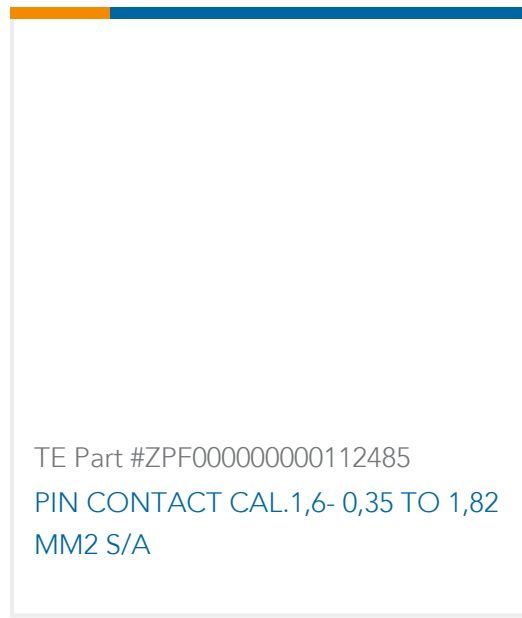 TE Part #ZPF000000000112485
PIN CONTACT CAL.1,6- 0,35 TO 1,82
MM2 S/A